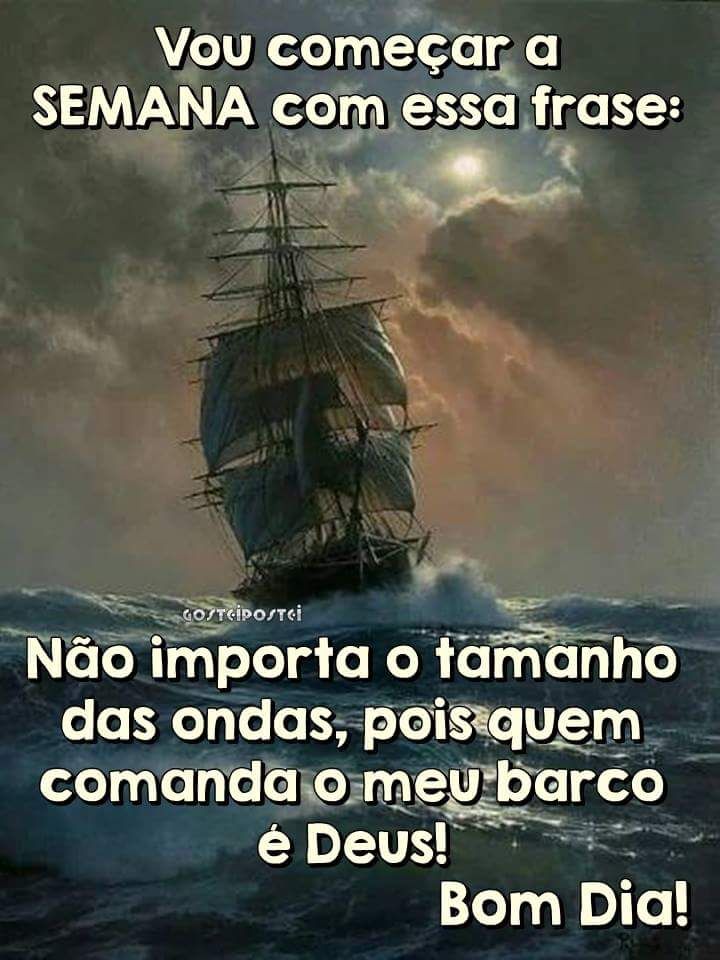 Vou começar a
SEMANA com essa frase:
GOSTEIPOSTEI
Não importa o tamanho
das ondas, pois quem
comanda o meu barco
é Deus!
Bom Dia!